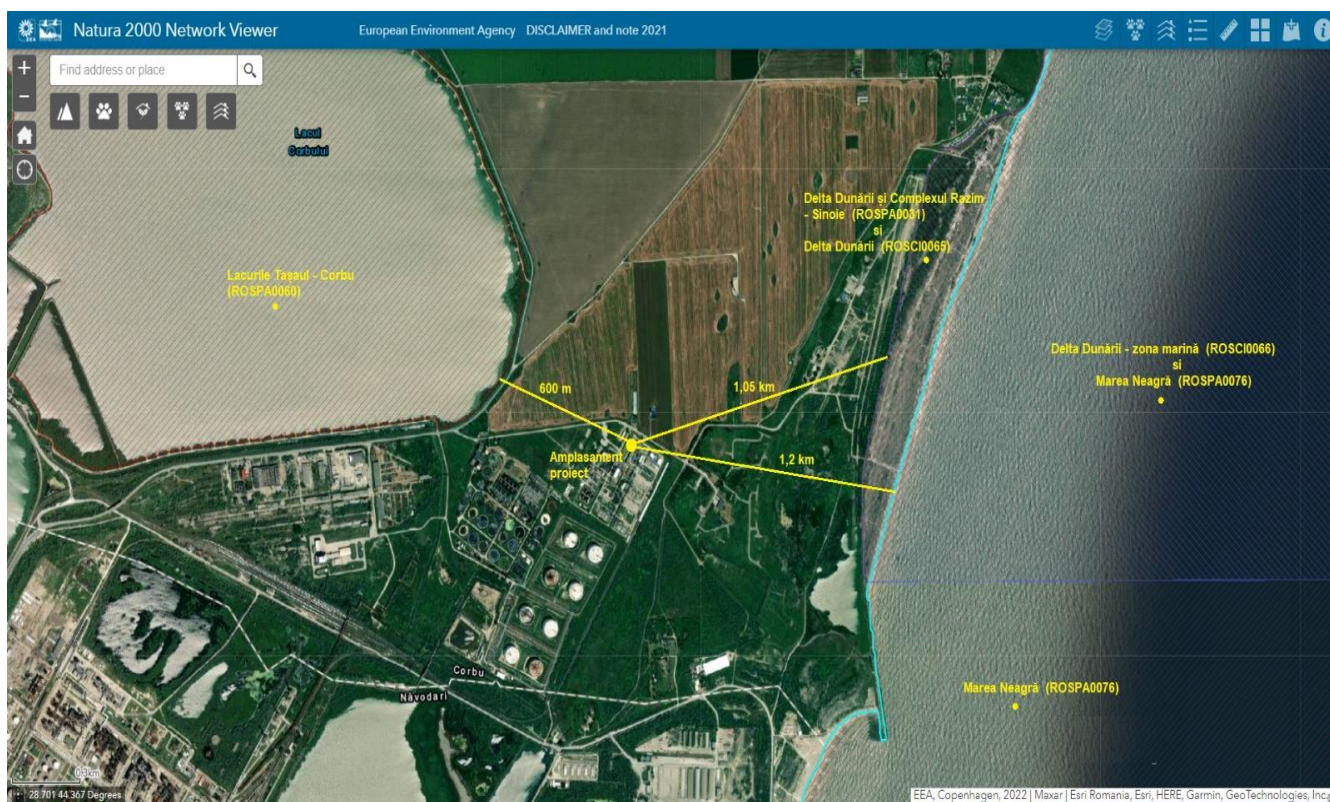 Natura 2000 Network Viewer
European Environment Agency DISCLAIMER and note 2021
Find address or place
Lacul
Corbului
Delta Dunării și Complexul Razim
- Sinoie (ROSPA0031)
si
Delta Dunării (ROSCI0065)
Lacurile Tașaul - Corbu
(ROSPA0060)
Delta Dunării - zona marină (ROSCI0066)
si
Marea Neagră (ROSPA0076)
600 m
1,05 km
Amplasament
proiect
1,2 km
Corbu
Năvodari
Marea Neagră (ROSPA0076)
0.3km
28.701 44.367 Degrees
EEA, Copenhagen, 2022 | Maxar | Esri Romania, Esri, HERE, Garmin, GeoTechnologies, Inc.